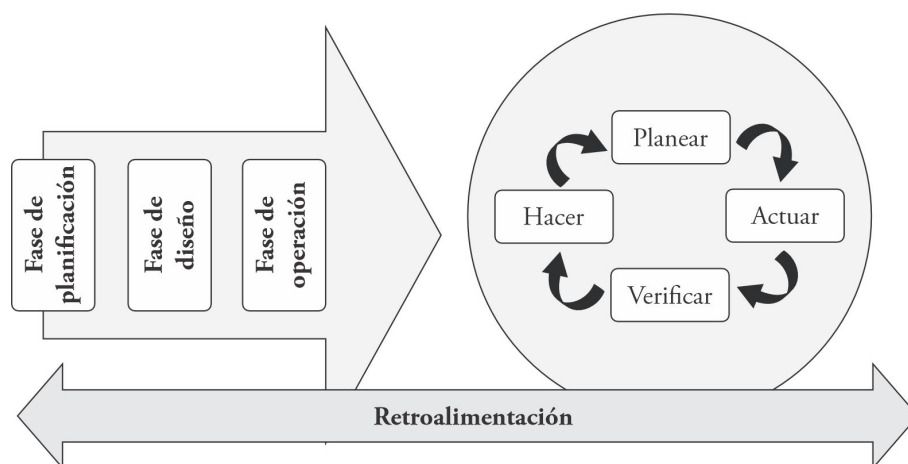 Fase de
planificación
Fase de
diseño
Fase de
operación
Planear
Hacer
Actuar
Verificar
Retroalimentación